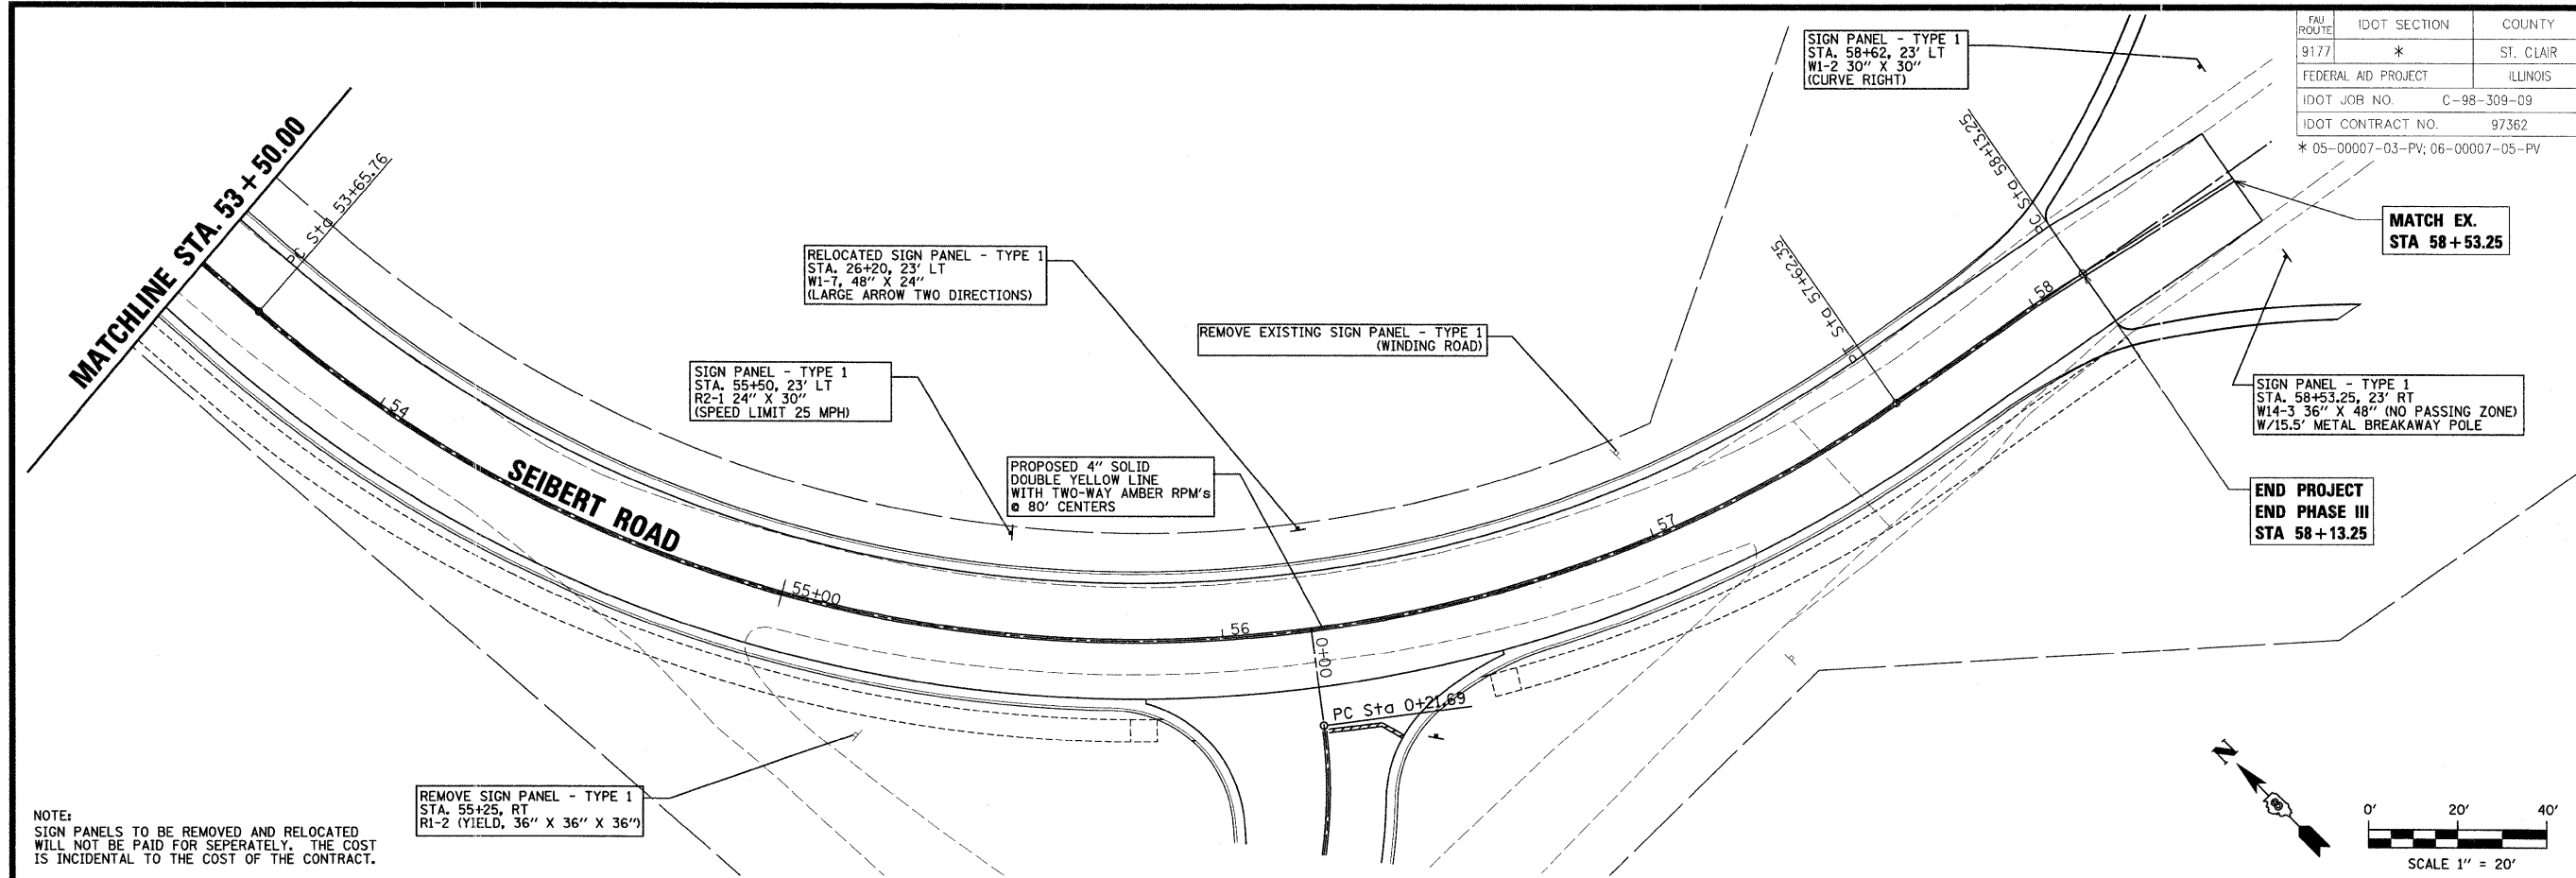 FAU ROUTE IDOT SECTION COUNTY
9177 * ST. CLAIR
FEDERAL AID PROJECT ILLINOIS
IDOT JOB NO. C-98-309-09
IDOT CONTRACT NO. 97362
* 05-00007-03-PV; 06-00007-05-PV
SIGN PANEL - TYPE 1
STA. 58+62, 23' LT
W1-2 30" X 30"
(CURVE RIGHT)
MATCHLINE STA. 53+50.00
PC Sta 53+65.76
POC Sta 58+13.25
MATCH EX.
STA 58+53.25
RELOCATED SIGN PANEL - TYPE 1
STA. 26+20, 23' LT
W1-7, 48" X 24"
(LARGE ARROW TWO DIRECTIONS)
PT Sta 57+62.35
58
REMOVE EXISTING SIGN PANEL - TYPE 1
(WINDING ROAD)
SIGN PANEL - TYPE 1
STA. 55+50, 23' LT
R2-1 24" X 30"
(SPEED LIMIT 25 MPH)
54
SIGN PANEL - TYPE 1
STA. 58+53.25, 23' RT
W14-3 36" X 48" (NO PASSING ZONE)
W/15.5' METAL BREAKAWAY POLE
PROPOSED 4" SOLID
DOUBLE YELLOW LINE
WITH TWO-WAY AMBER RPM's
@ 80' CENTERS
SEIBERT ROAD
57
END PROJECT
END PHASE III
STA 58+13.25
55+00
56
0+00
PC Sta 0+21.69
REMOVE SIGN PANEL - TYPE 1
STA. 55+25, RT
R1-2 (YIELD, 36" X 36" X 36")
NOTE:
SIGN PANELS TO BE REMOVED AND RELOCATED
WILL NOT BE PAID FOR SEPERATELY. THE COST
IS INCIDENTAL TO THE COST OF THE CONTRACT.
N
0' 20' 40'
SCALE 1" = 20'